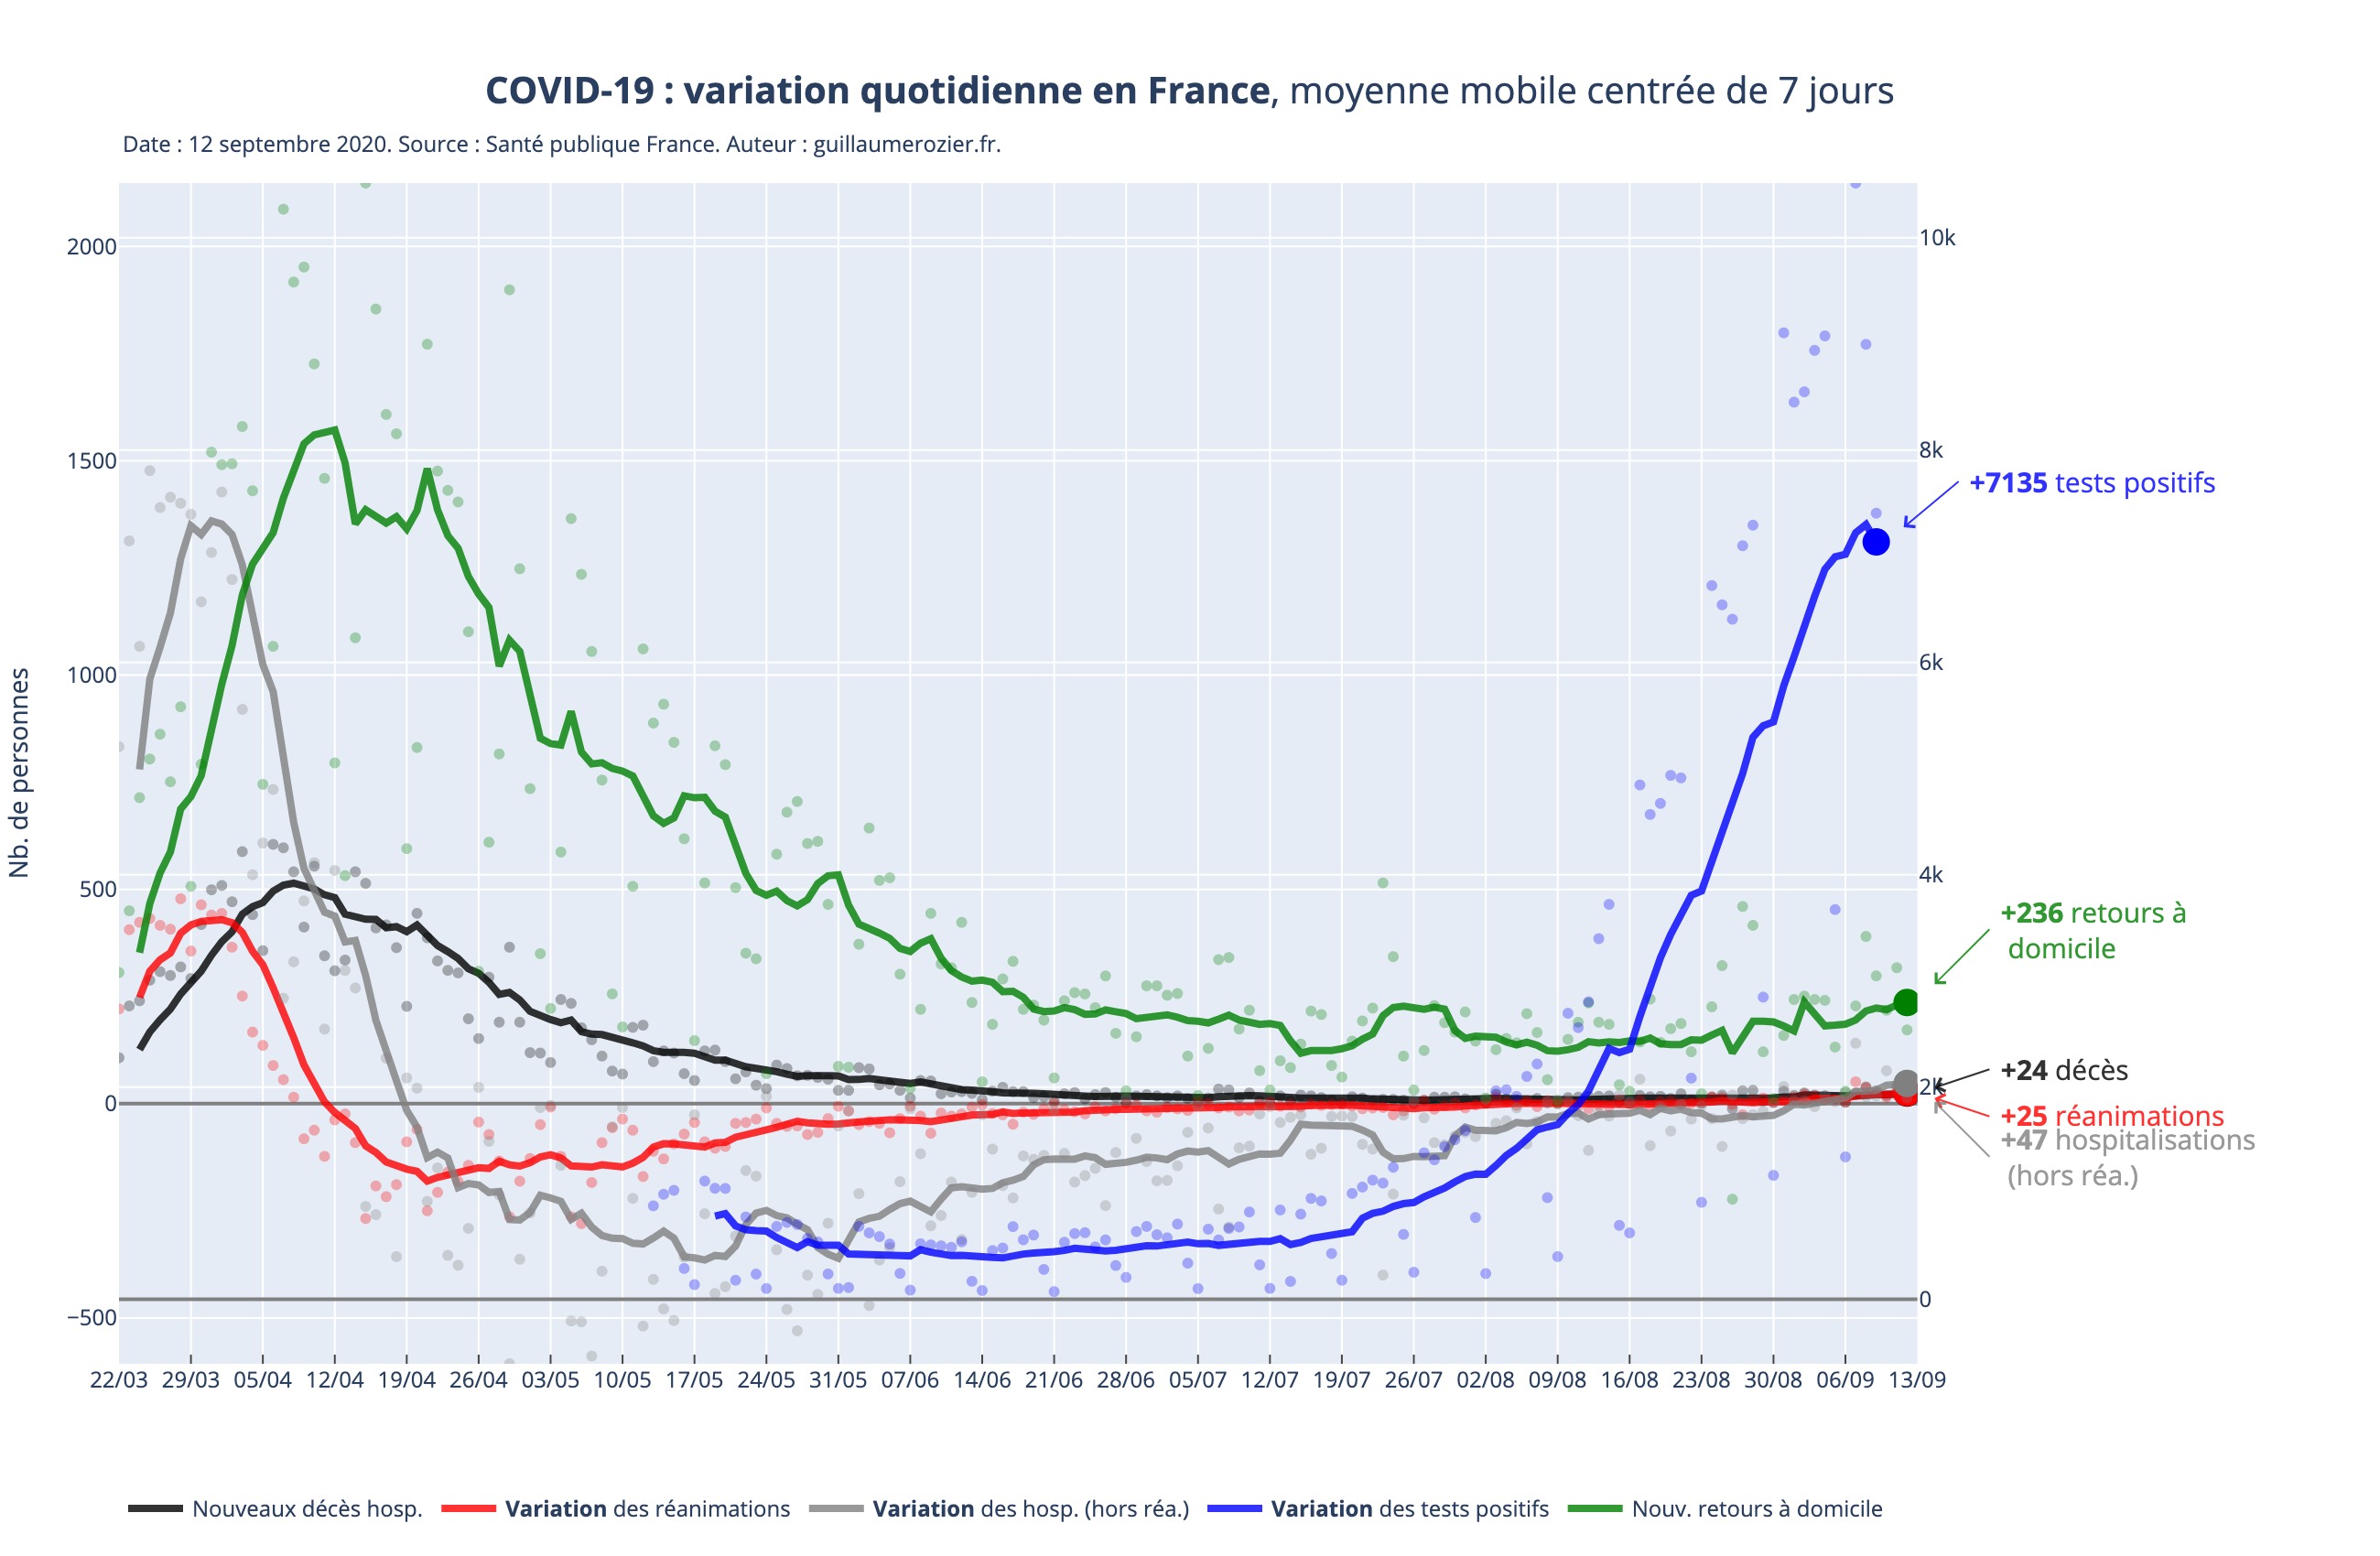 COVID-19 : variation quotidienne en France, moyenne mobile centrée de 7 jours
Date : 12 septembre 2020. Source : Santé publique France. Auteur : guillaumerozier.fr.
Nb. de personnes
2000
1500
1000
500
0
−500
10k
8k
6k
4k
2k
0
+7135 tests positifs
+236 retours à
domicile
+24 décès
+25 réanimations
+47 hospitalisations
(hors réa.)
22/03 29/03 05/04 12/04 19/04 26/04 03/05 10/05 17/05 24/05 31/05 07/06 14/06 21/06 28/06 05/07 12/07 19/07 26/07 02/08 09/08 16/08 23/08 30/08 06/09 13/09
Nouveaux décès hosp. Variation des réanimations Variation des hosp. (hors réa.) Variation des tests positifs Nouv. retours à domicile